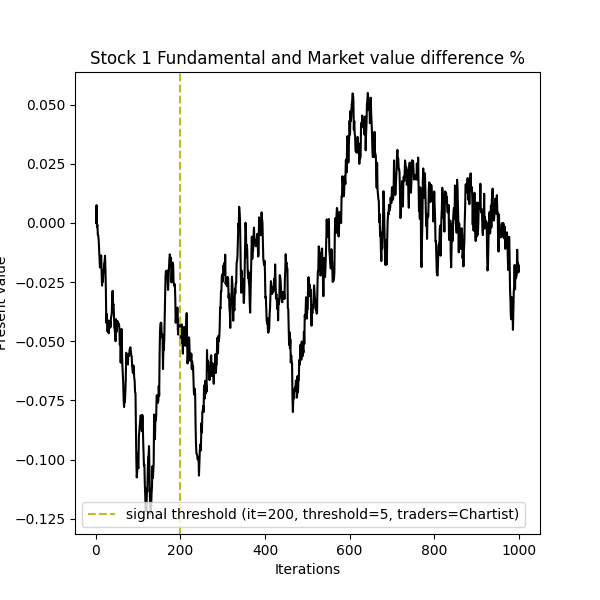 Stock 1 Fundamental and Market value difference %
Present value
0.050
0.025
0.000
−0.025
−0.050
−0.075
−0.100
−0.125
signal threshold (it=200, threshold=5, traders=Chartist)
0 200 400 600 800 1000
Iterations